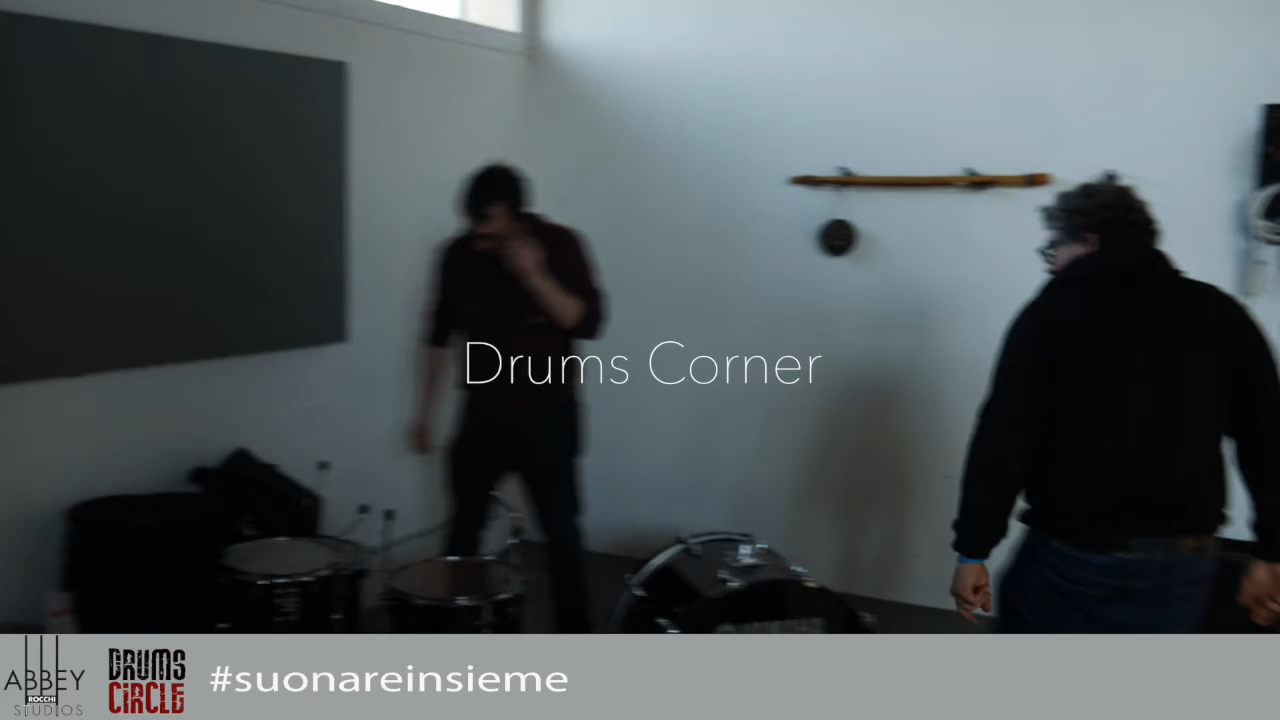 Drums Corner
ABBEY
ROCCHI
STUDIOS
DRUMS
CIRCLE
#suonareinsieme